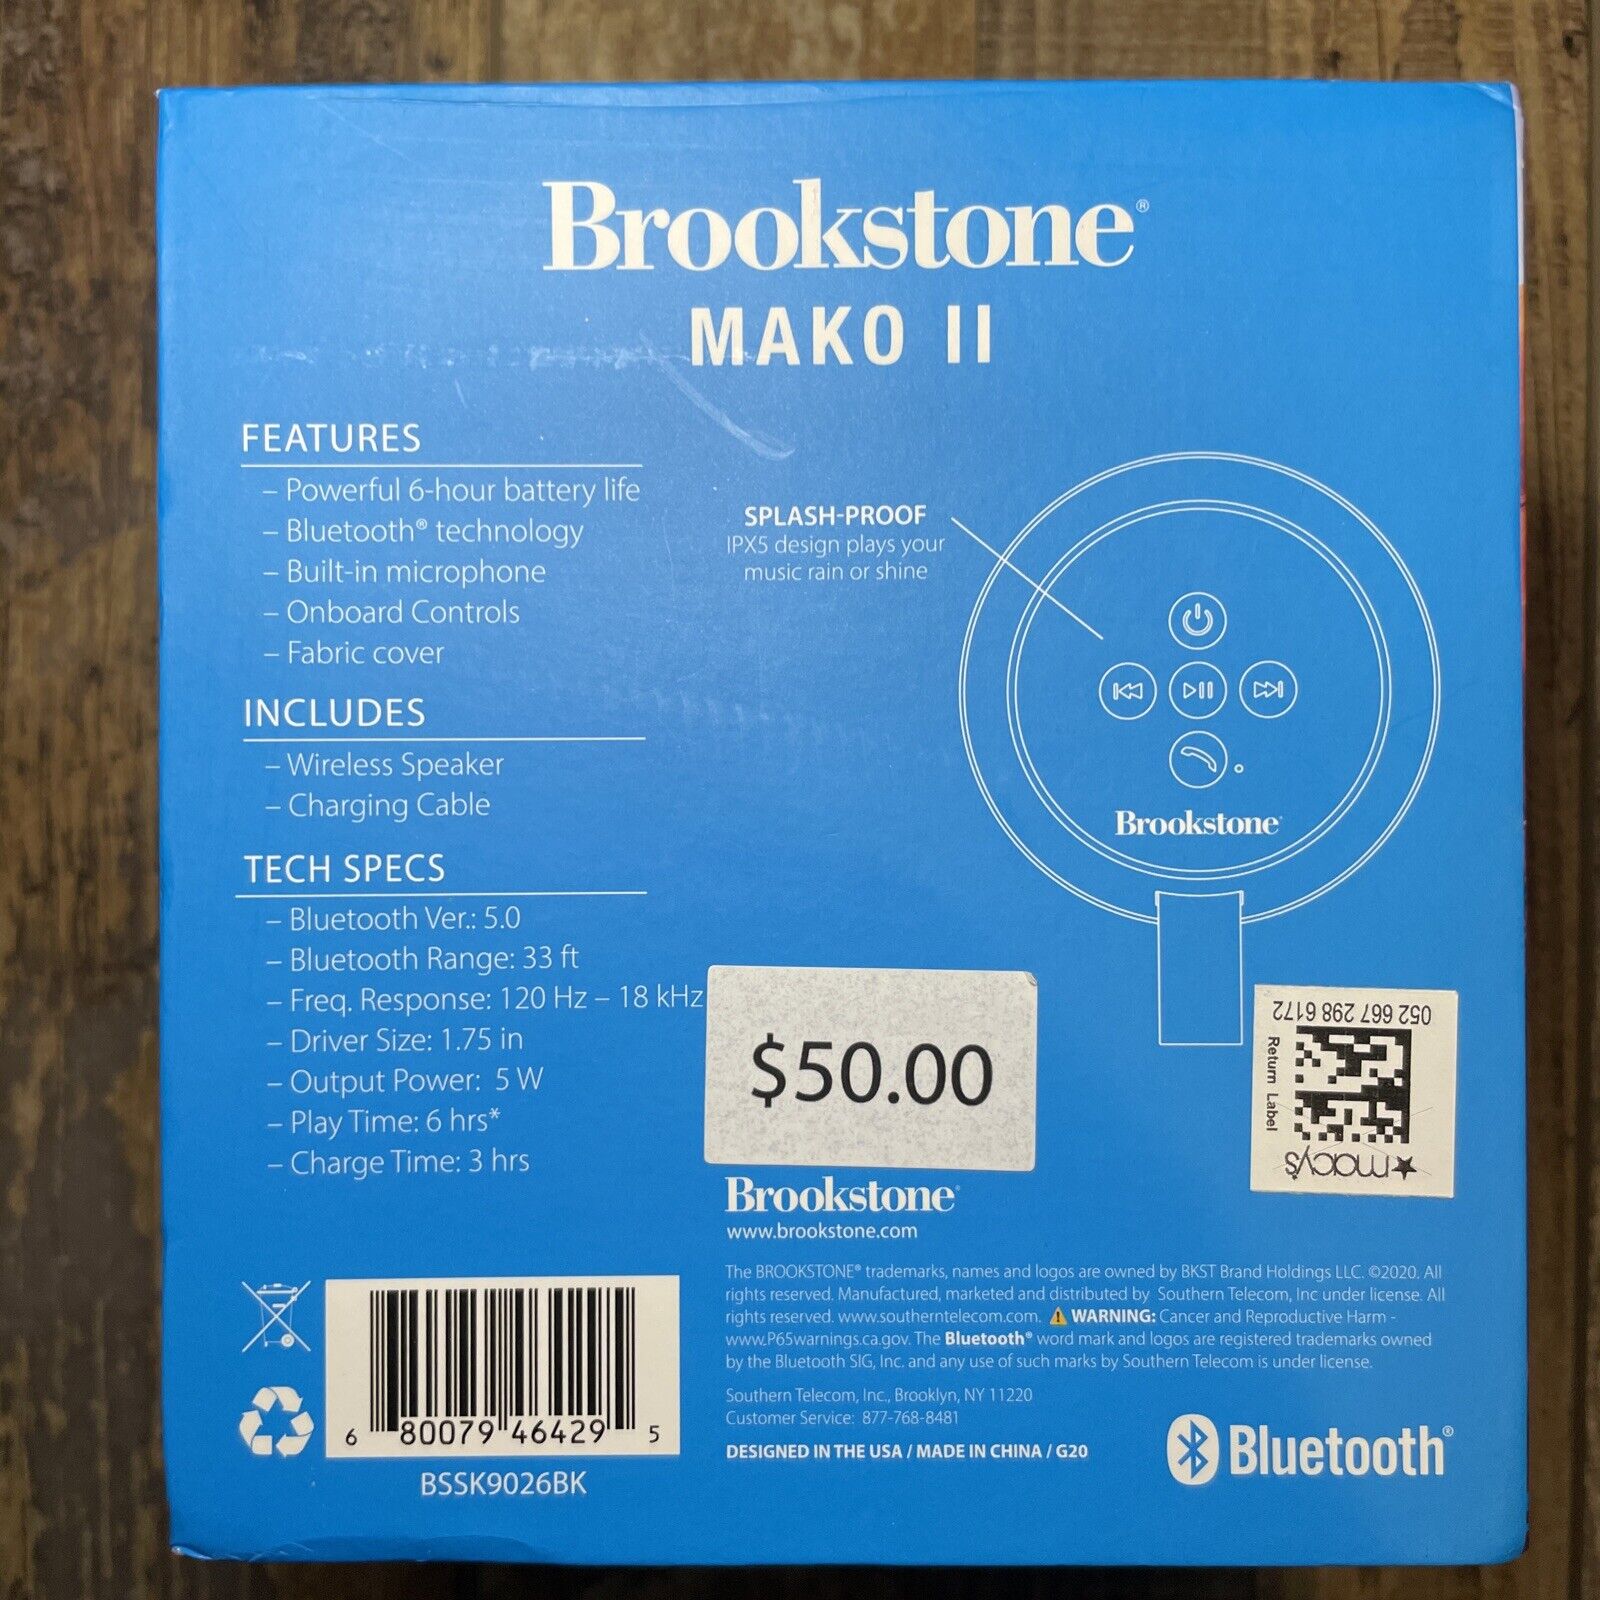 Brookstone®
MAKO II
FEATURES
– Powerful 6-hour battery life
– Bluetooth® technology
– Built-in microphone
– Onboard Controls
– Fabric cover
INCLUDES
– Wireless Speaker
– Charging Cable
TECH SPECS
– Bluetooth Ver.: 5.0
– Bluetooth Range: 33 ft
– Freq. Response: 120 Hz – 18 kHz
– Driver Size: 1.75 in
– Output Power: 5 W
– Play Time: 6 hrs*
– Charge Time: 3 hrs
SPLASH-PROOF
IPX5 design plays your
music rain or shine
Brookstone
$50.00
052 667 298 6172
Return Label
★macy's
Brookstone
www.brookstone.com
The BROOKSTONE® trademarks, names and logos are owned by BKST Brand Holdings LLC. ©2020. All
rights reserved. Manufactured, marketed and distributed by Southern Telecom, Inc under license. All
rights reserved. www.southerntelecom.com. ⚠ WARNING: Cancer and Reproductive Harm -
www.P65warnings.ca.gov. The Bluetooth® word mark and logos are registered trademarks owned
by the Bluetooth SIG, Inc. and any use of such marks by Southern Telecom is under license.
Southern Telecom, Inc., Brooklyn, NY 11220
Customer Service: 877-768-8481
DESIGNED IN THE USA / MADE IN CHINA / G20
6 80079 46429 5
BSSK9026BK
Bluetooth®